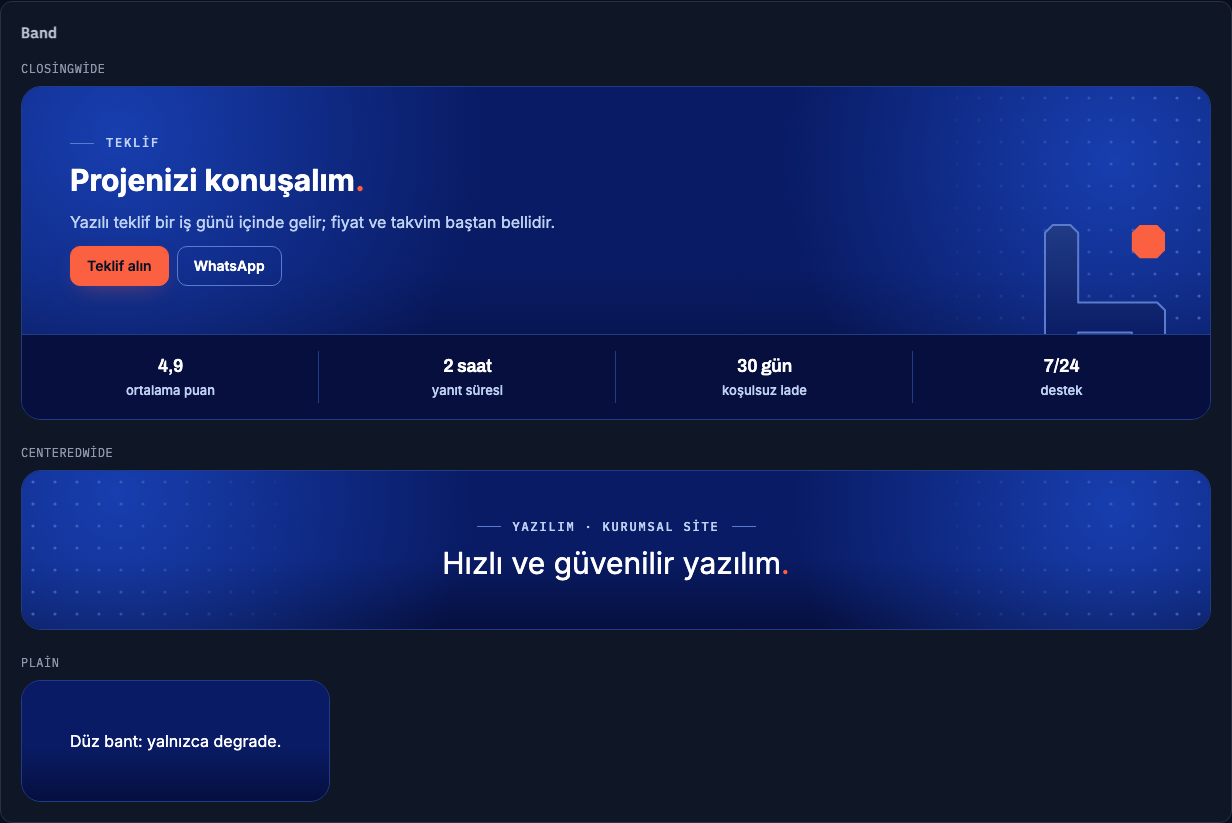 Band
CLOSİNGWİDE
TEKLİF
Projenizi konuşalım.
Yazılı teklif bir iş günü içinde gelir; fiyat ve takvim baştan bellidir.
Teklif alın WhatsApp
4,9 2 saat 30 gün 7/24
ortalama puan yanıt süresi koşulsuz iade destek
CENTEREDWİDE
YAZILIM · KURUMSAL SİTE
Hızlı ve güvenilir yazılım.
PLAİN
Düz bant: yalnızca degrade.